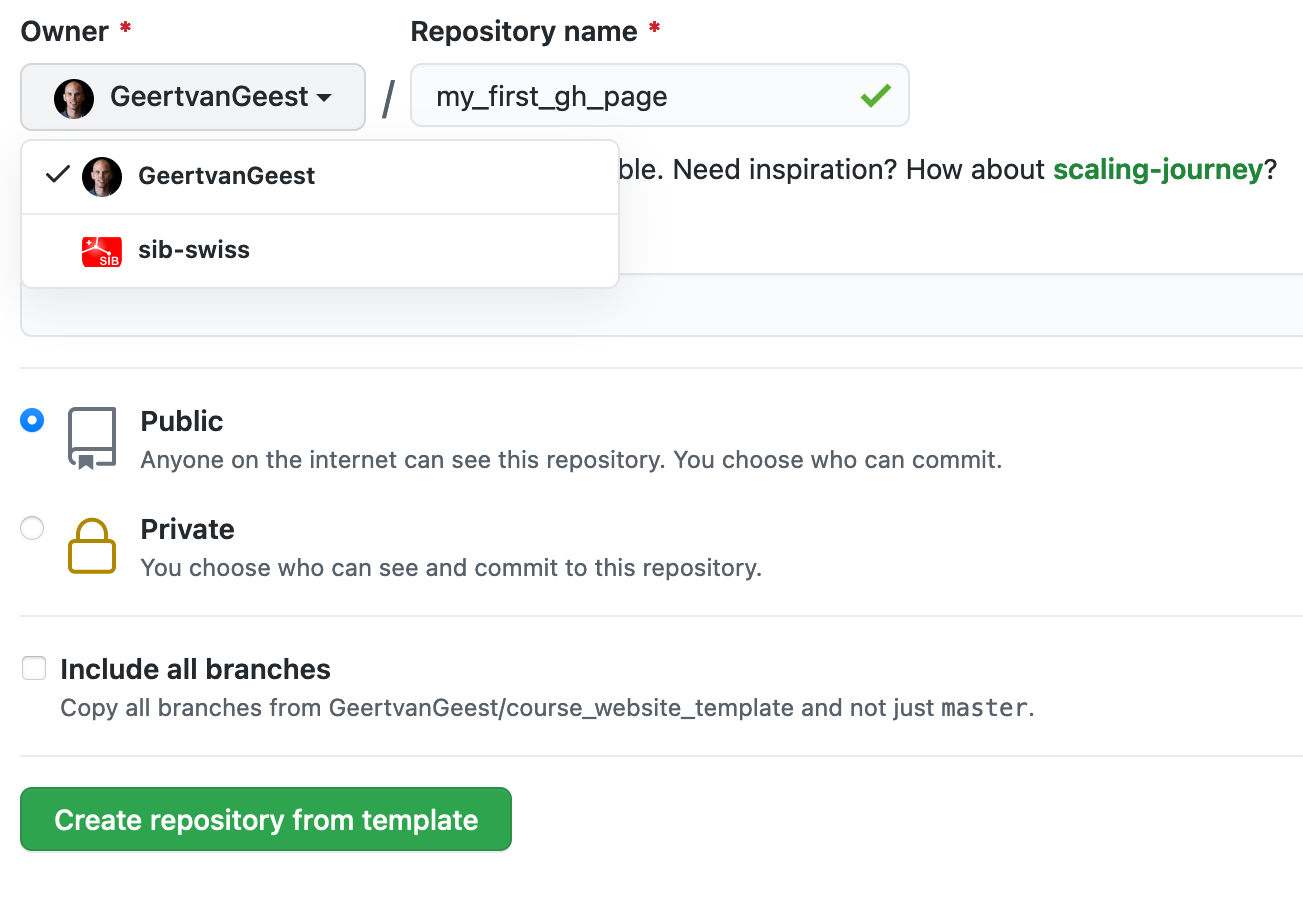 Owner *
Repository name *
GeertvanGeest
/
my_first_gh_page
GeertvanGeest
ble. Need inspiration? How about scaling-journey?
SIB
sib-swiss
Public
Anyone on the internet can see this repository. You choose who can commit.
Private
You choose who can see and commit to this repository.
Include all branches
Copy all branches from GeertvanGeest/course_website_template and not just master.
Create repository from template